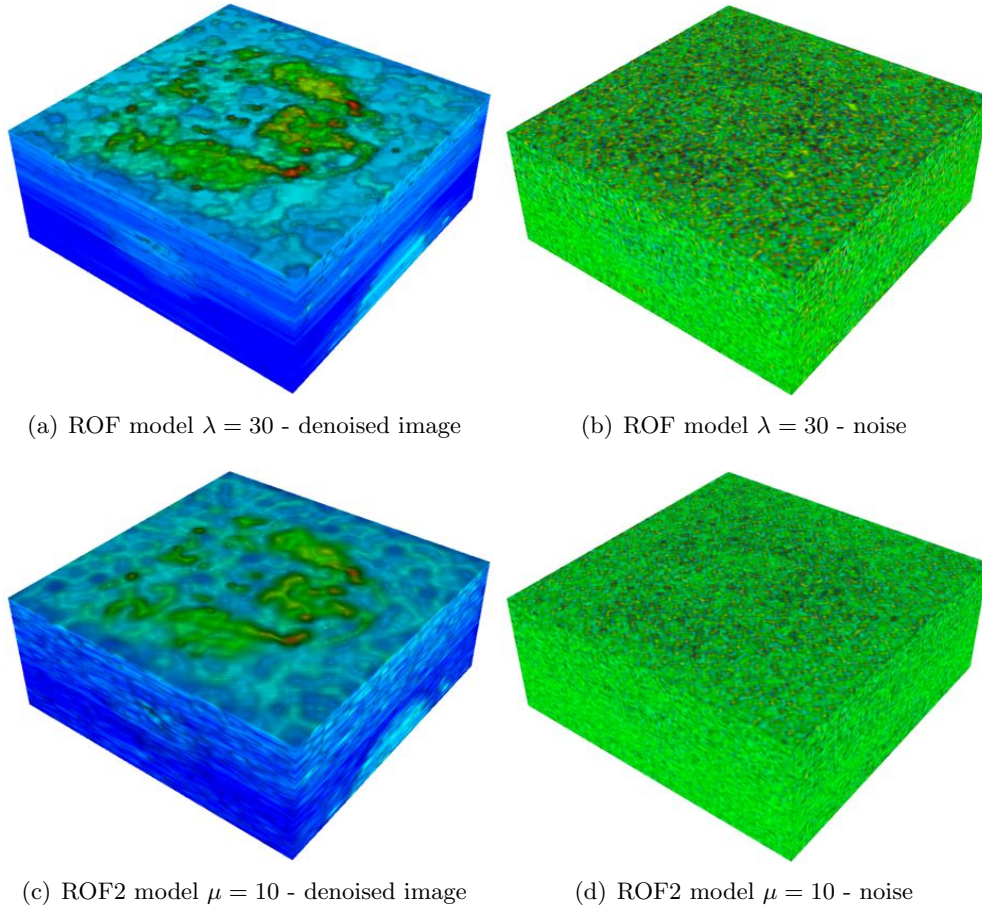 (a) ROF model λ = 30 - denoised image
(b) ROF model λ = 30 - noise
(c) ROF2 model μ = 10 - denoised image
(d) ROF2 model μ = 10 - noise